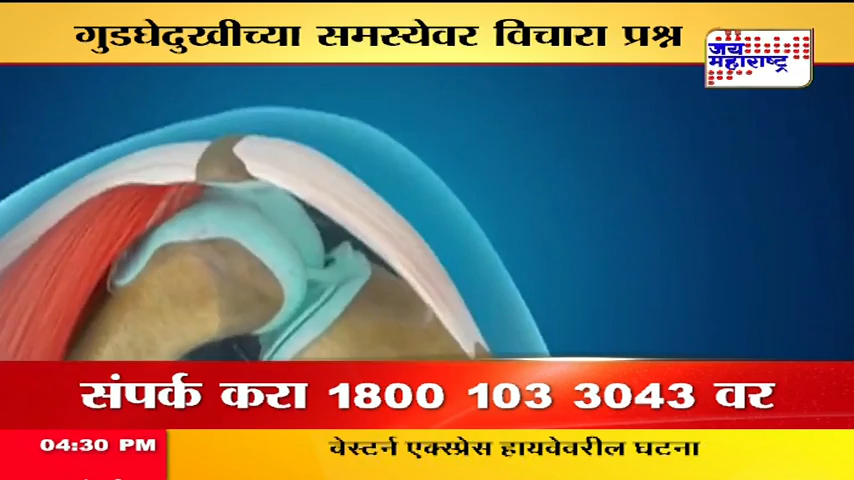 गुडघेदुखीच्या समस्येवर विचारा प्रश्न
जय
महाराष्ट्र
संपर्क करा 1800 103 3043 वर
04:30 PM
वेस्टर्न एक्स्प्रेस हायवेवरील घटना